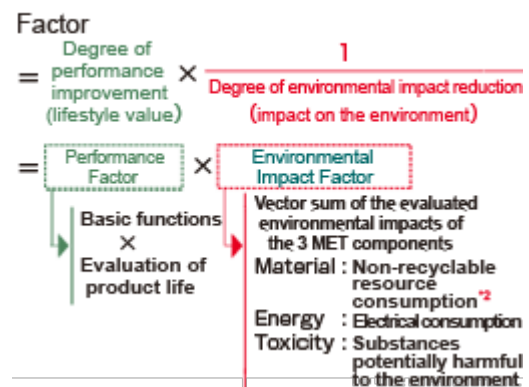 Factor
= Degree of performance improvement (lifestyle value) × 1 / Degree of environmental impact reduction (impact on the environment)
= Performance Factor × Environmental Impact Factor
Basic functions
×
Evaluation of
product life
Vector sum of the evaluated
environmental impacts of
the 3 MET components
Material : Non-recyclable
resource
consumption*2
Energy : Electrical consumption
Toxicity : Substances
potentially harmful
to the environment